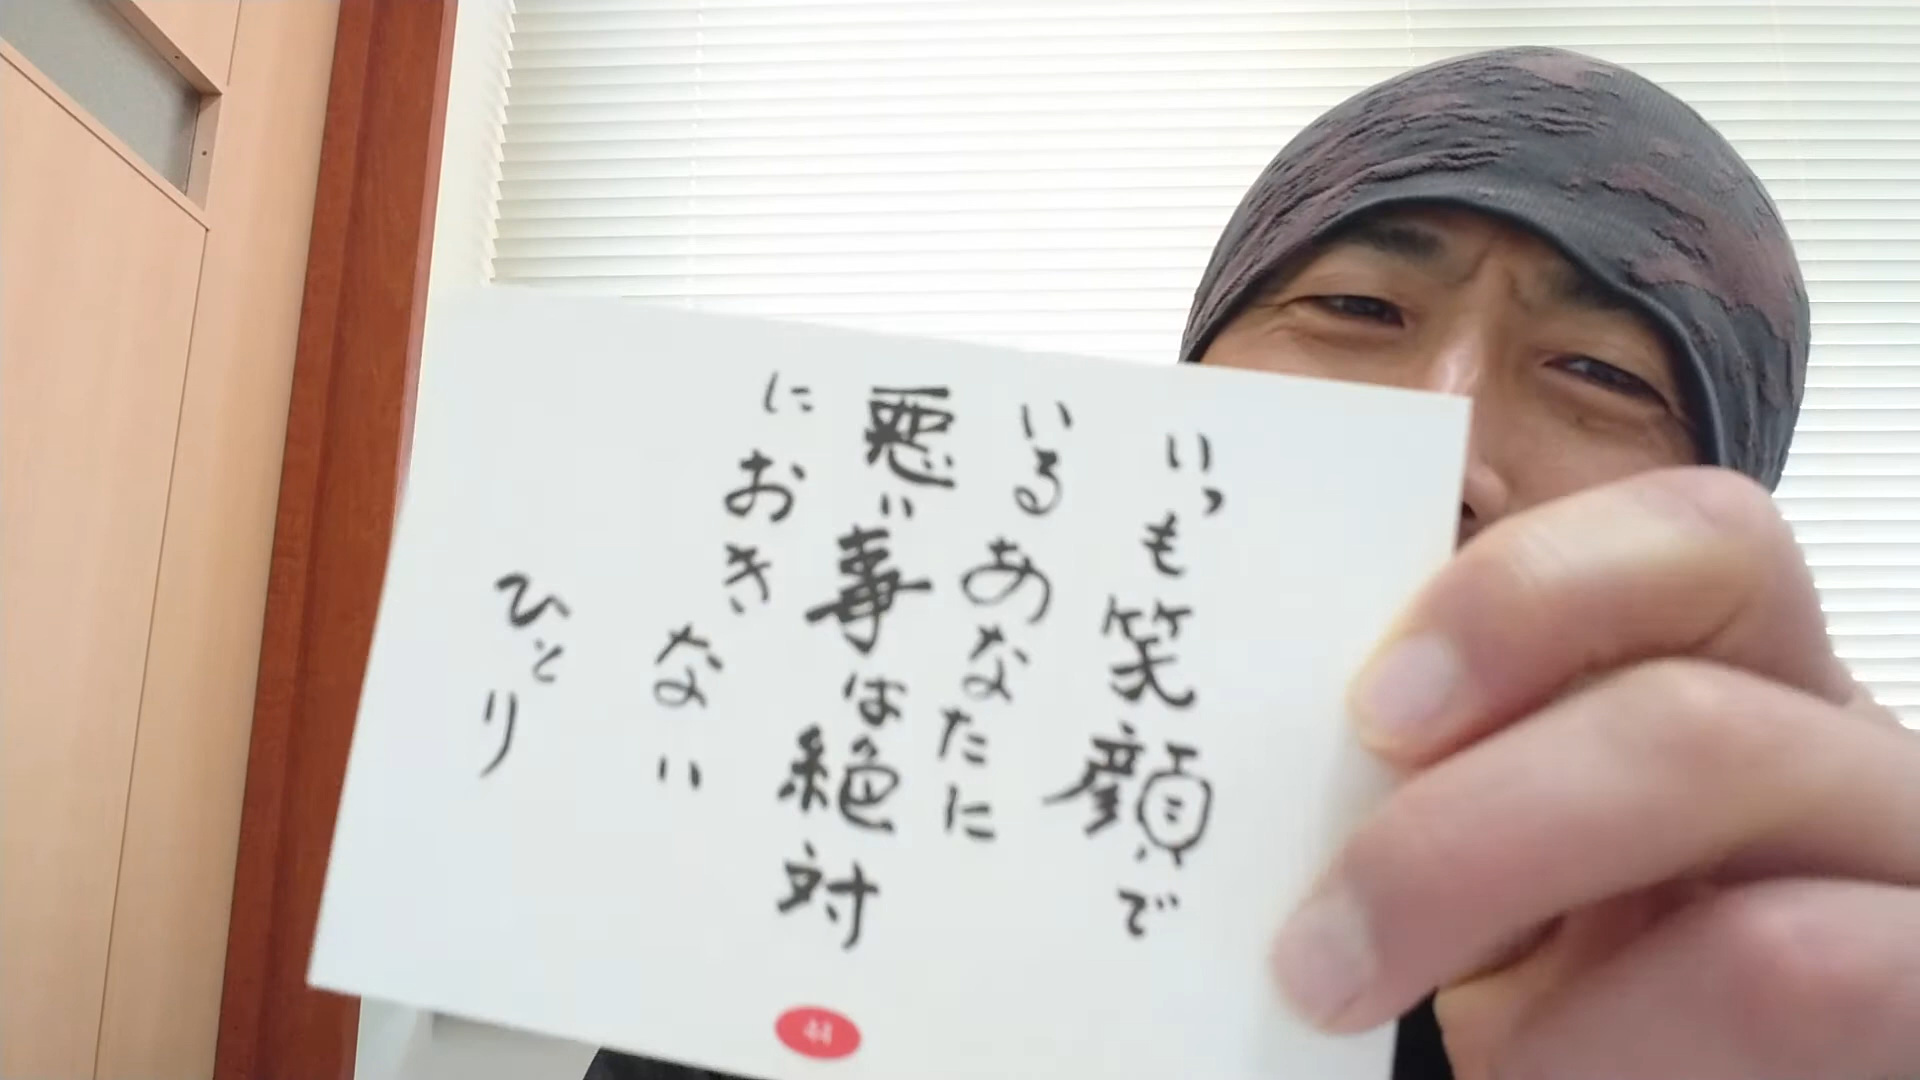 いつも笑顔で
いるあなたに
悪い事は絶対
におきない
ひとり
44